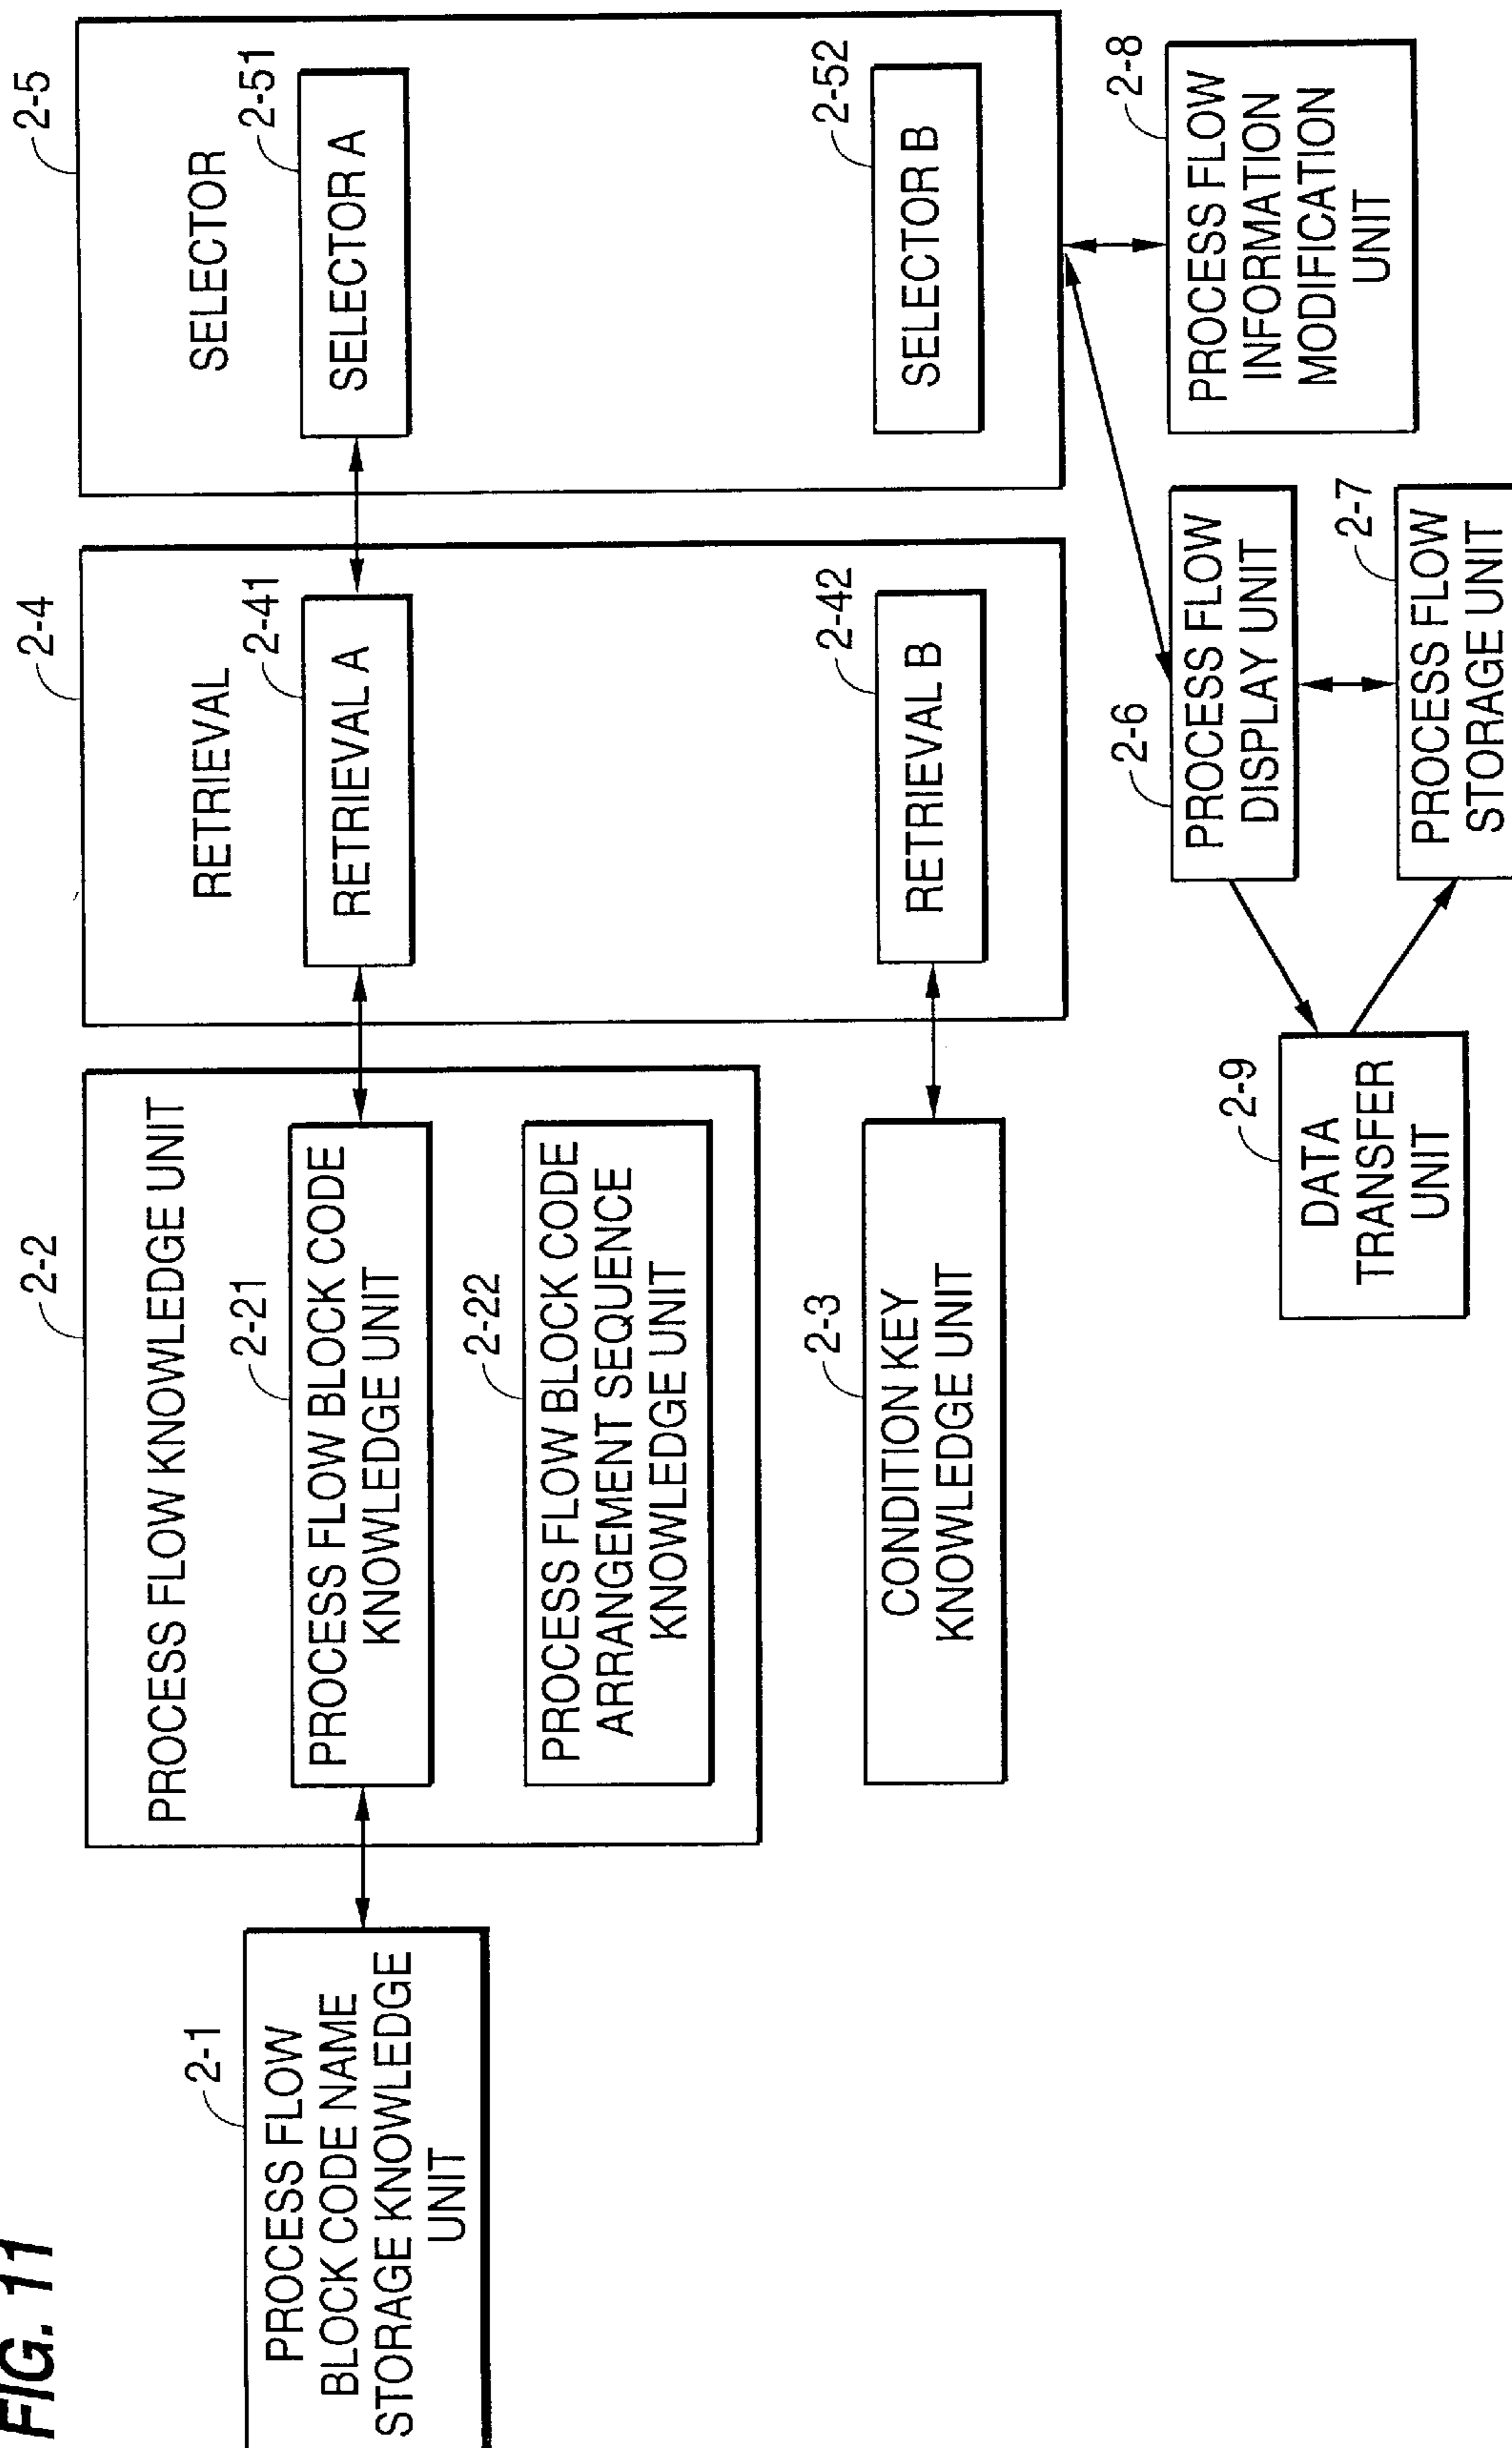 FIG. 11
2-1
PROCESS FLOW
BLOCK CODE NAME
STORAGE KNOWLEDGE
UNIT
2-2
PROCESS FLOW KNOWLEDGE UNIT
2-21
PROCESS FLOW BLOCK CODE
KNOWLEDGE UNIT
2-22
PROCESS FLOW BLOCK CODE
ARRANGEMENT SEQUENCE
KNOWLEDGE UNIT
2-3
CONDITION KEY
KNOWLEDGE UNIT
2-4
RETRIEVAL
2-41
RETRIEVAL A
2-42
RETRIEVAL B
2-5
SELECTOR
2-51
SELECTOR A
2-52
SELECTOR B
2-9
DATA
TRANSFER
UNIT
2-6
PROCESS FLOW
DISPLAY UNIT
2-7
PROCESS FLOW
STORAGE UNIT
2-8
PROCESS FLOW
INFORMATION
MODIFICATION
UNIT